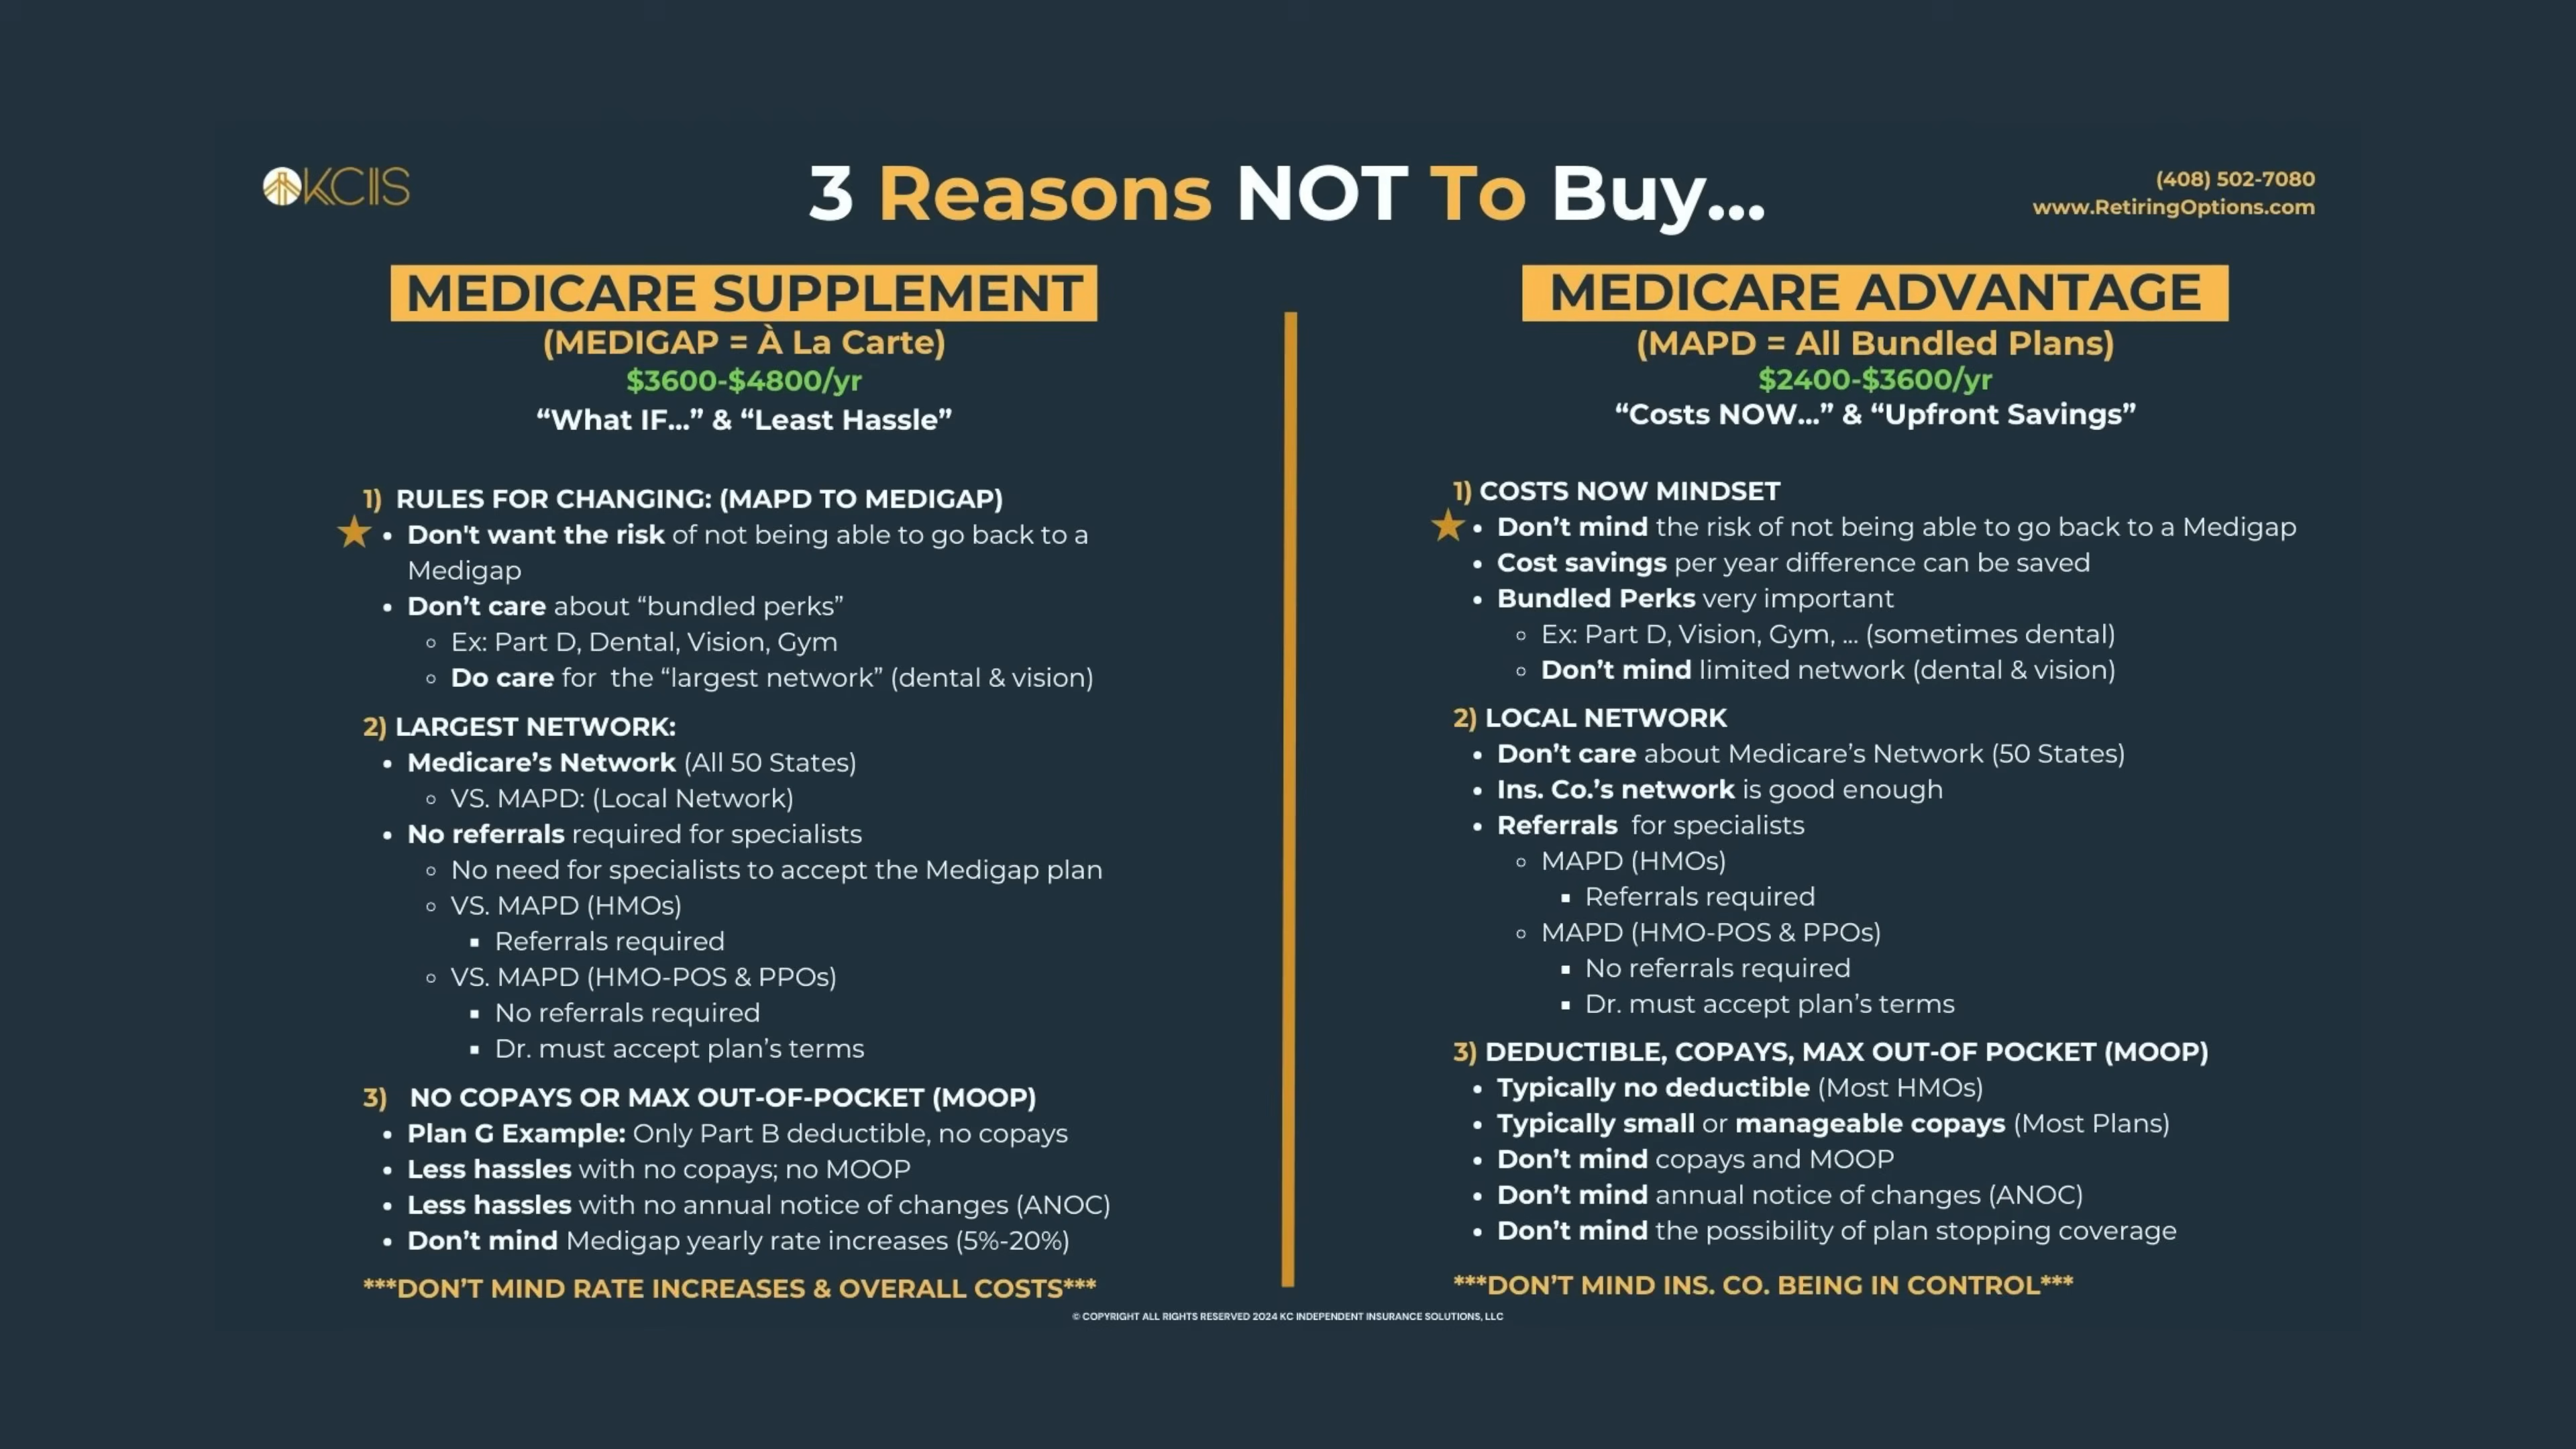 KCIIS
3 Reasons NOT To Buy...
(408) 502-7080
www.RetiringOptions.com
MEDICARE SUPPLEMENT
(MEDIGAP = À La Carte)
$3600-$4800/yr
“What IF...” & “Least Hassle”
1) RULES FOR CHANGING: (MAPD TO MEDIGAP)
• Don't want the risk of not being able to go back to a
Medigap
• Don’t care about “bundled perks”
◦ Ex: Part D, Dental, Vision, Gym
◦ Do care for the “largest network” (dental & vision)
2) LARGEST NETWORK:
• Medicare’s Network (All 50 States)
◦ VS. MAPD: (Local Network)
• No referrals required for specialists
◦ No need for specialists to accept the Medigap plan
◦ VS. MAPD (HMOs)
▪ Referrals required
◦ VS. MAPD (HMO-POS & PPOs)
▪ No referrals required
▪ Dr. must accept plan’s terms
3) NO COPAYS OR MAX OUT-OF-POCKET (MOOP)
• Plan G Example: Only Part B deductible, no copays
• Less hassles with no copays; no MOOP
• Less hassles with no annual notice of changes (ANOC)
• Don’t mind Medigap yearly rate increases (5%-20%)
***DON’T MIND RATE INCREASES & OVERALL COSTS***
MEDICARE ADVANTAGE
(MAPD = All Bundled Plans)
$2400-$3600/yr
“Costs NOW...” & “Upfront Savings”
1) COSTS NOW MINDSET
• Don’t mind the risk of not being able to go back to a Medigap
• Cost savings per year difference can be saved
• Bundled Perks very important
◦ Ex: Part D, Vision, Gym, ... (sometimes dental)
◦ Don’t mind limited network (dental & vision)
2) LOCAL NETWORK
• Don’t care about Medicare’s Network (50 States)
• Ins. Co.’s network is good enough
• Referrals for specialists
◦ MAPD (HMOs)
▪ Referrals required
◦ MAPD (HMO-POS & PPOs)
▪ No referrals required
▪ Dr. must accept plan’s terms
3) DEDUCTIBLE, COPAYS, MAX OUT-OF POCKET (MOOP)
• Typically no deductible (Most HMOs)
• Typically small or manageable copays (Most Plans)
• Don’t mind copays and MOOP
• Don’t mind annual notice of changes (ANOC)
• Don’t mind the possibility of plan stopping coverage
***DON’T MIND INS. CO. BEING IN CONTROL***
© COPYRIGHT ALL RIGHTS RESERVED 2024 KC INDEPENDENT INSURANCE SOLUTIONS, LLC